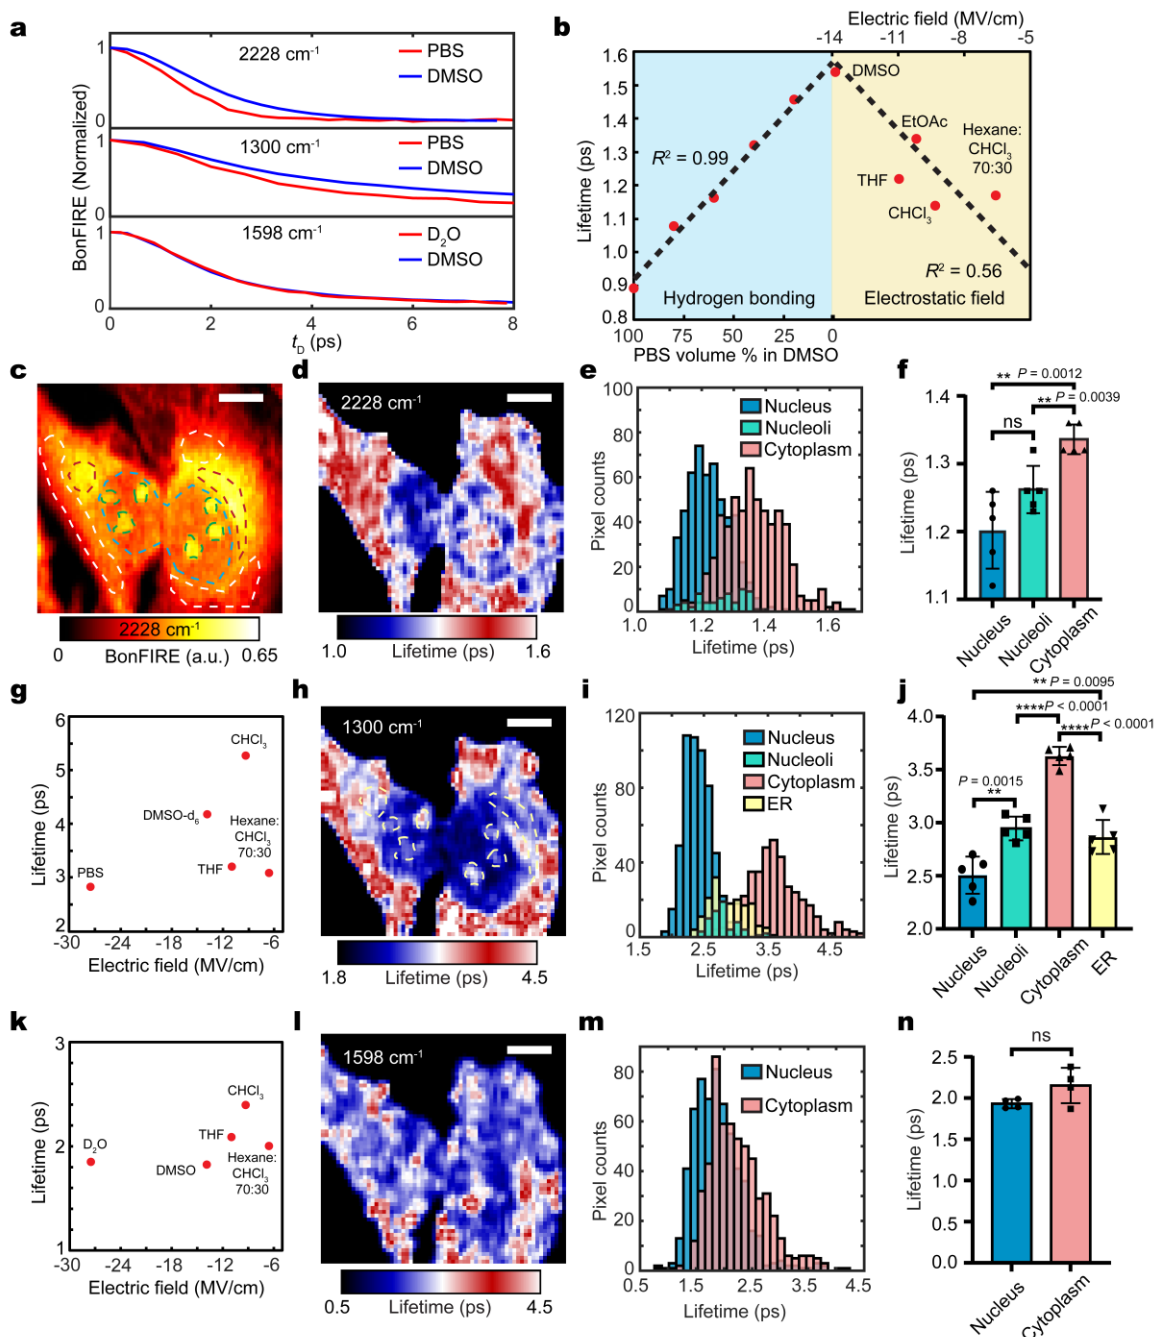 a
BonFIRE (Normalized)
1
0
2228 cm-1
PBS
DMSO
1
0
1300 cm-1
PBS
DMSO
1
0
1598 cm-1
D2O
DMSO
0
2
4
6
8
tD (ps)
b
Electric field (MV/cm)
-14
-11
-8
-5
Lifetime (ps)
1.6
1.5
1.4
1.3
1.2
1.1
1.0
0.9
0.8
R2 = 0.99
DMSO
EtOAc
Hexane:
CHCl3
70:30
THF
CHCl3
R2 = 0.56
Hydrogen bonding
Electrostatic field
100
75
50
25
0
PBS volume % in DMSO
c
2228 cm-1
0
BonFIRE (a.u.)
0.65
d
2228 cm-1
1.0
Lifetime (ps)
1.6
e
Pixel counts
100
80
60
40
20
0
Nucleus
Nucleoli
Cytoplasm
1.0
1.2
1.4
1.6
Lifetime (ps)
f
** P = 0.0012
** P = 0.0039
ns
Lifetime (ps)
1.4
1.3
1.2
1.1
Nucleus
Nucleoli
Cytoplasm
g
Lifetime (ps)
6
5
4
3
2
CHCl3
DMSO-d6
Hexane:
CHCl3
70:30
PBS
THF
-30
-24
-18
-12
-6
Electric field (MV/cm)
h
1300 cm-1
1.8
Lifetime (ps)
4.5
i
Pixel counts
120
80
40
0
Nucleus
Nucleoli
Cytoplasm
ER
1.5
2.5
3.5
4.5
Lifetime (ps)
j
** P = 0.0095
****P < 0.0001
****P < 0.0001
P = 0.0015
**
Lifetime (ps)
4.0
3.5
3.0
2.5
2.0
Nucleus
Nucleoli
Cytoplasm
ER
k
Lifetime (ps)
3
2
1
CHCl3
THF
D2O
DMSO
Hexane:
CHCl3
70:30
-30
-24
-18
-12
-6
Electric field (MV/cm)
l
1598 cm-1
0.5
Lifetime (ps)
4.5
m
Pixel counts
80
60
40
20
0
Nucleus
Cytoplasm
0.5
1.5
2.5
3.5
4.5
Lifetime (ps)
n
ns
Lifetime (ps)
2.5
2.0
1.5
1.0
0.5
0.0
Nucleus
Cytoplasm